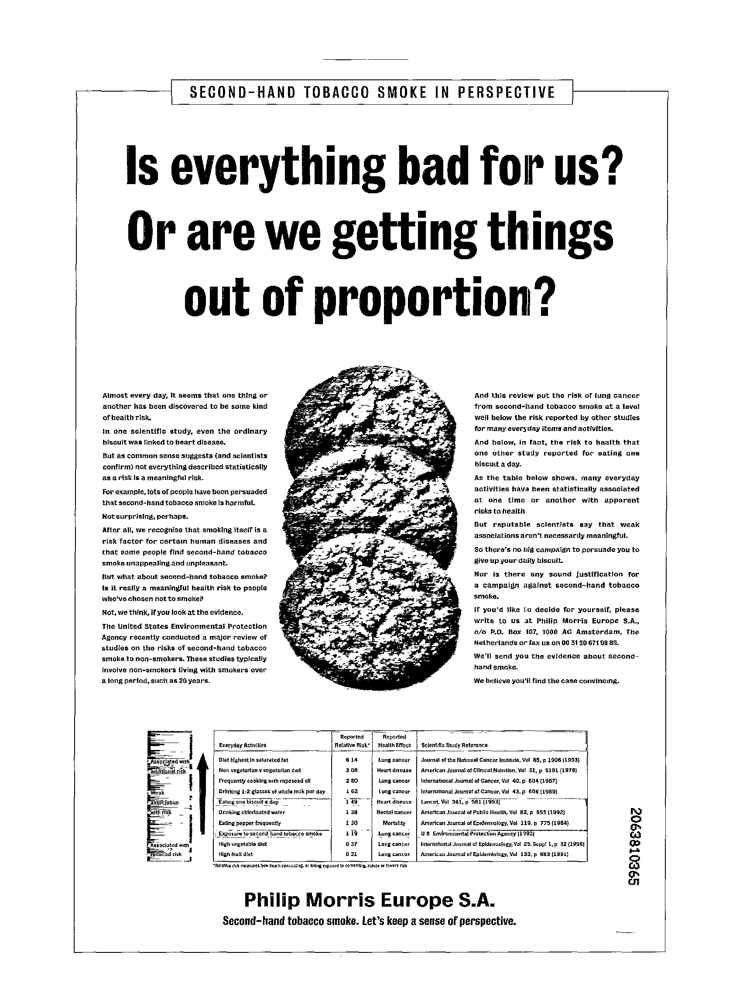 SECOND-HAND TOBACCO SMOKE IN PERSPECTIVE
Is everything bad for us?
Or are we getting things
out of proportion?
Almost every day, it seems that one thing or
another has been discovered to be some kind
of health risk.
In one scientific study, even the ordinary
biscuit was linked to heart disease.
But as common sense suggests (and scientists
confirm) not everything described statistically
as a risk is a meaningful risk.
For example, lots of people have been persuaded
that second-hand tobacco smoke is harmful.
Not surprising, perhaps.
After all, we recognise that smoking itself is a
risk factor for certain human diseases and
that some people find second-hand tobacco
smoke unappealing and unpleasant.
But what about second-hand tobacco smoke?
Is it really a meaningful health risk to people
who've chosen not to smoke?
Not, we think, if you look at the evidence.
The United States Environmental Protection
Agency recently conducted a major review of
studies on the risks of second-hand tobacco
smoke to non-smokers. These studies typically
involve non-smokers living with smokers over
a long period, such as 20 years.
And this review put the risk of lung cancer
from second-hand tobacco smoke at a level
well below the risk reported by other studies
for many everyday items and activities.
And below, in fact, the risk to health that
one other study reported for eating one
biscuit a day.
As the table below shows, many everyday
activities have been statistically associated
at one time or another with apparent
risks to health
But reputable scientists say that weak
associations aren't necessarily meaningful.
So there's no big campaign to persuade you to
give up your daily biscuit.
Nor is there any sound justification for
a campaign against second-hand tobacco
smoke.
If you'd like to decide for yourself, please
write to us at Philip Morris Europe S.A.,
c/o P.O. Box 107, 1000 AC Amsterdam, The
Netherlands or fax us on 00 31 20 671 98 89.
We'll send you the evidence about second-
hand smoke.
We believe you'll find the case convincing.
Associated with
additional risk
Weak
association
with risk
Associated with
reduced risk
Everyday Activities Reported Relative Risk* Reported Health Effect Scientific Study Reference
Diet highest in saturated fat 6 14 Lung cancer Journal of the National Cancer Institute, Vol 85, p 1906 (1993)
Non vegetarian v vegetarian diet 3 08 Heart disease American Journal of Clinical Nutrition, Vol 31, p S191 (1978)
Frequently cooking with rapeseed oil 2 80 Lung cancer International Journal of Cancer, Vol 40, p 604 (1987)
Drinking 1-2 glasses of whole milk per day 1 62 Lung cancer International Journal of Cancer, Vol 43, p 608 (1989)
Eating one biscuit a day 1 49 Heart disease Lancet, Vol 341, p 581 (1993)
Drinking chlorinated water 1 38 Rectal cancer American Journal of Public Health, Vol 82, p 955 (1992)
Eating pepper frequently 1 30 Mortality American Journal of Epidemiology, Vol 119, p 775 (1984)
Exposure to second hand tobacco smoke 1 19 Lung cancer U S Environmental Protection Agency (1992)
High vegetable diet 0 37 Lung cancer International Journal of Epidemiology, Vol 25, Suppl 1, p 32 (1996)
High fruit diet 0 31 Lung cancer American Journal of Epidemiology, Vol 133, p 683 (1991)
*Relative risk measures how much consuming, or being exposed to something, raises or lowers risk
2063810365
Philip Morris Europe S.A.
Second-hand tobacco smoke. Let's keep a sense of perspective.